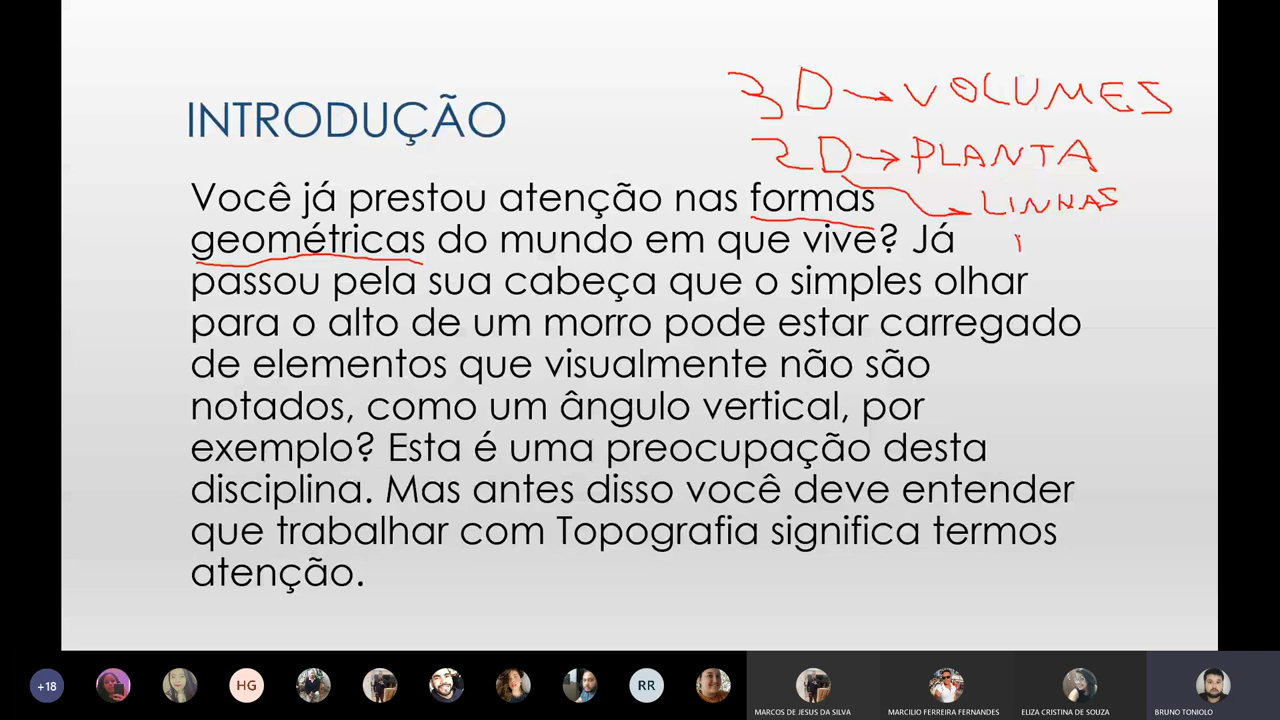 3D → VOLUMES
INTRODUÇÃO
2D → PLANTA
→ LINHAS
Você já prestou atenção nas formas
geométricas do mundo em que vive? Já
passou pela sua cabeça que o simples olhar
para o alto de um morro pode estar carregado
de elementos que visualmente não são
notados, como um ângulo vertical, por
exemplo? Esta é uma preocupação desta
disciplina. Mas antes disso você deve entender
que trabalhar com Topografia significa termos
atenção.
+18
HG
RR
MARCOS DE JESUS DA SILVA
MARCILIO FERREIRA FERNANDES
ELIZA CRISTINA DE SOUZA
BRUNO TONIOLO